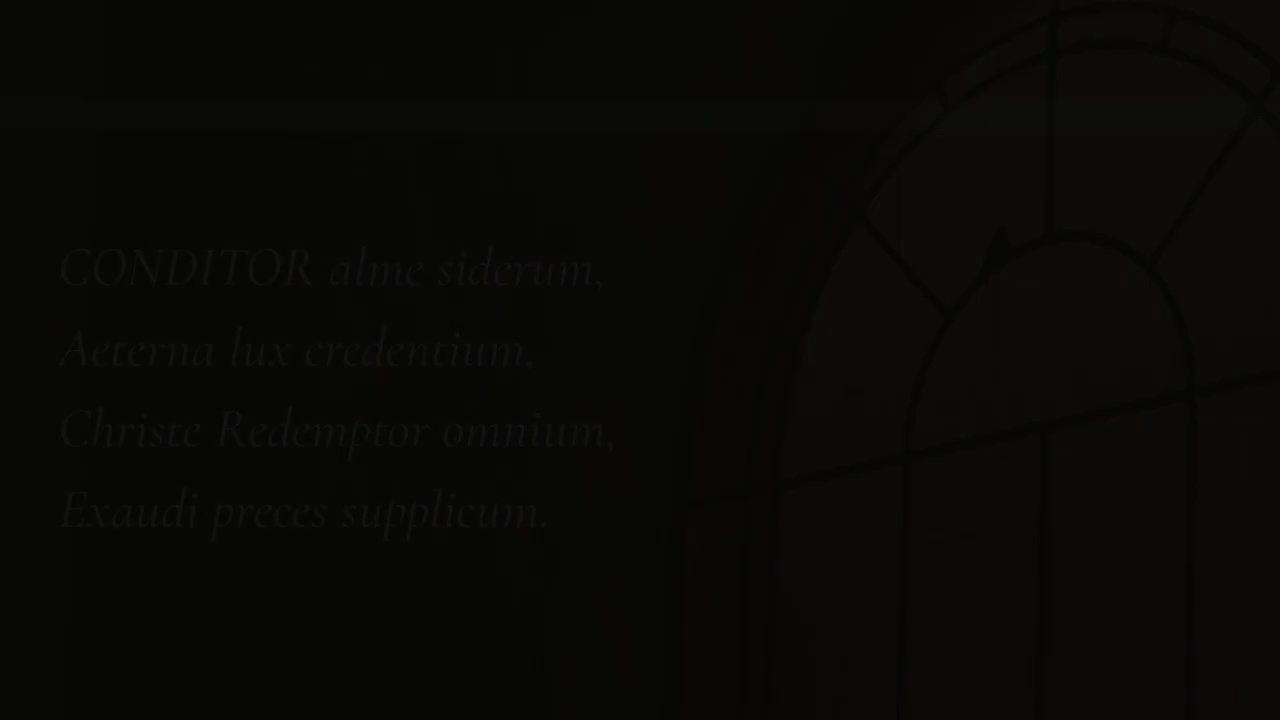 CONDITOR alme siderum,
Aeterna lux credentium.
Christe Redemptor omnium,
Exaudi preces supplicum.